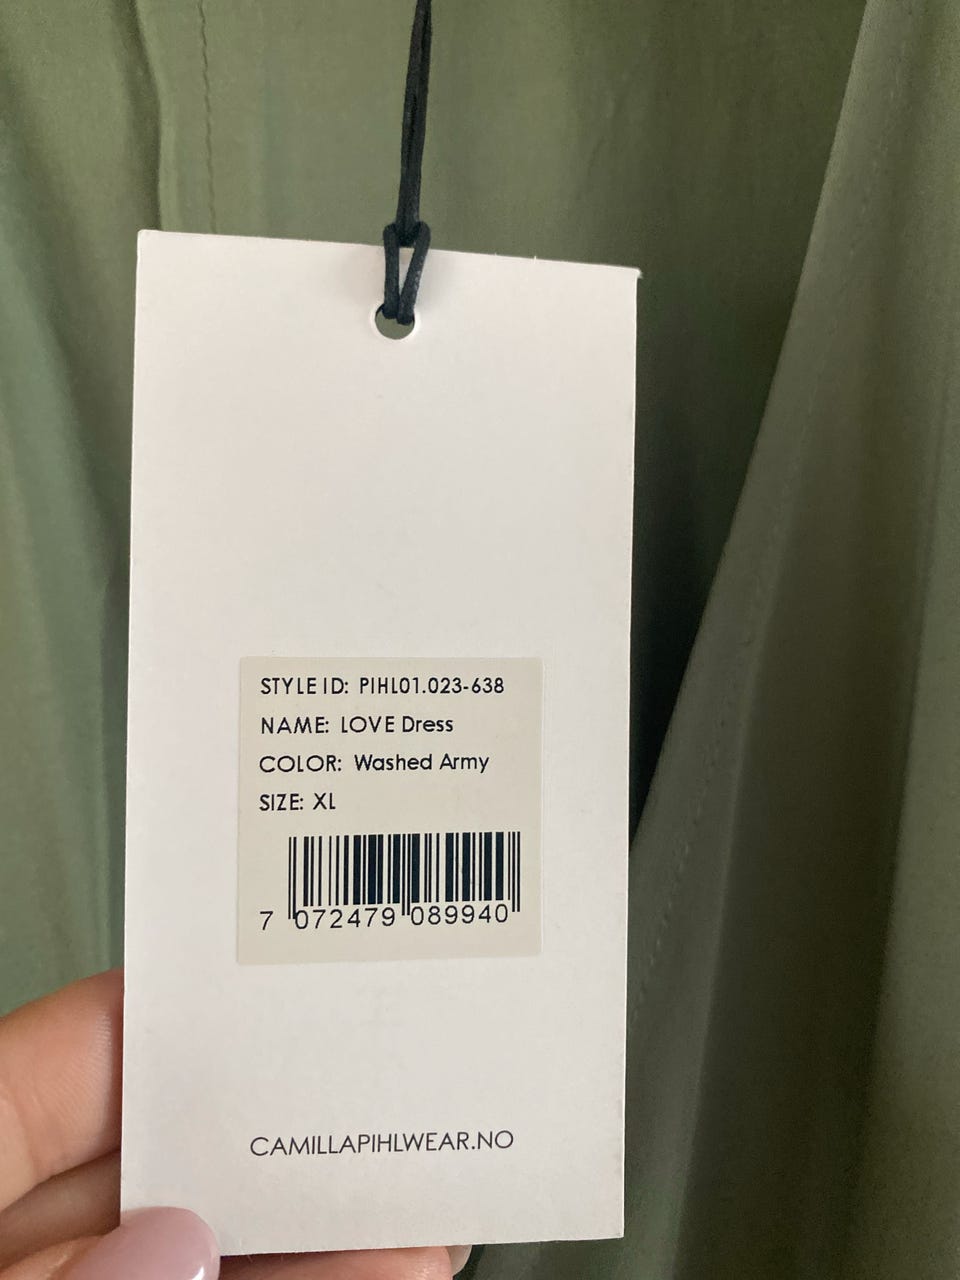 STYLE ID: PIHL01.023-638
NAME: LOVE Dress
COLOR: Washed Army
SIZE: XL
7 072479 089940
CAMILLAPIHLWEAR.NO